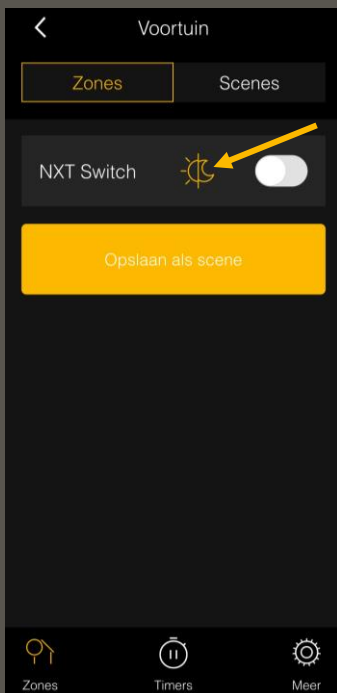 Voortuin
Zones Scenes
NXT Switch
Opslaan als scene
Zones Timers Meer